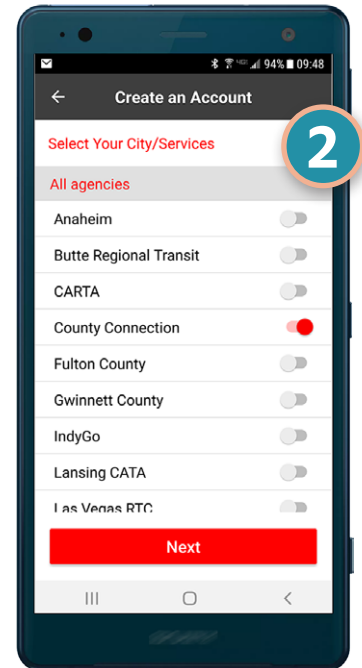 94% 09:48
Create an Account
Select Your City/Services
2
All agencies
Anaheim
Butte Regional Transit
CARTA
County Connection
Fulton County
Gwinnett County
IndyGo
Lansing CATA
Las Vegas RTC
Next